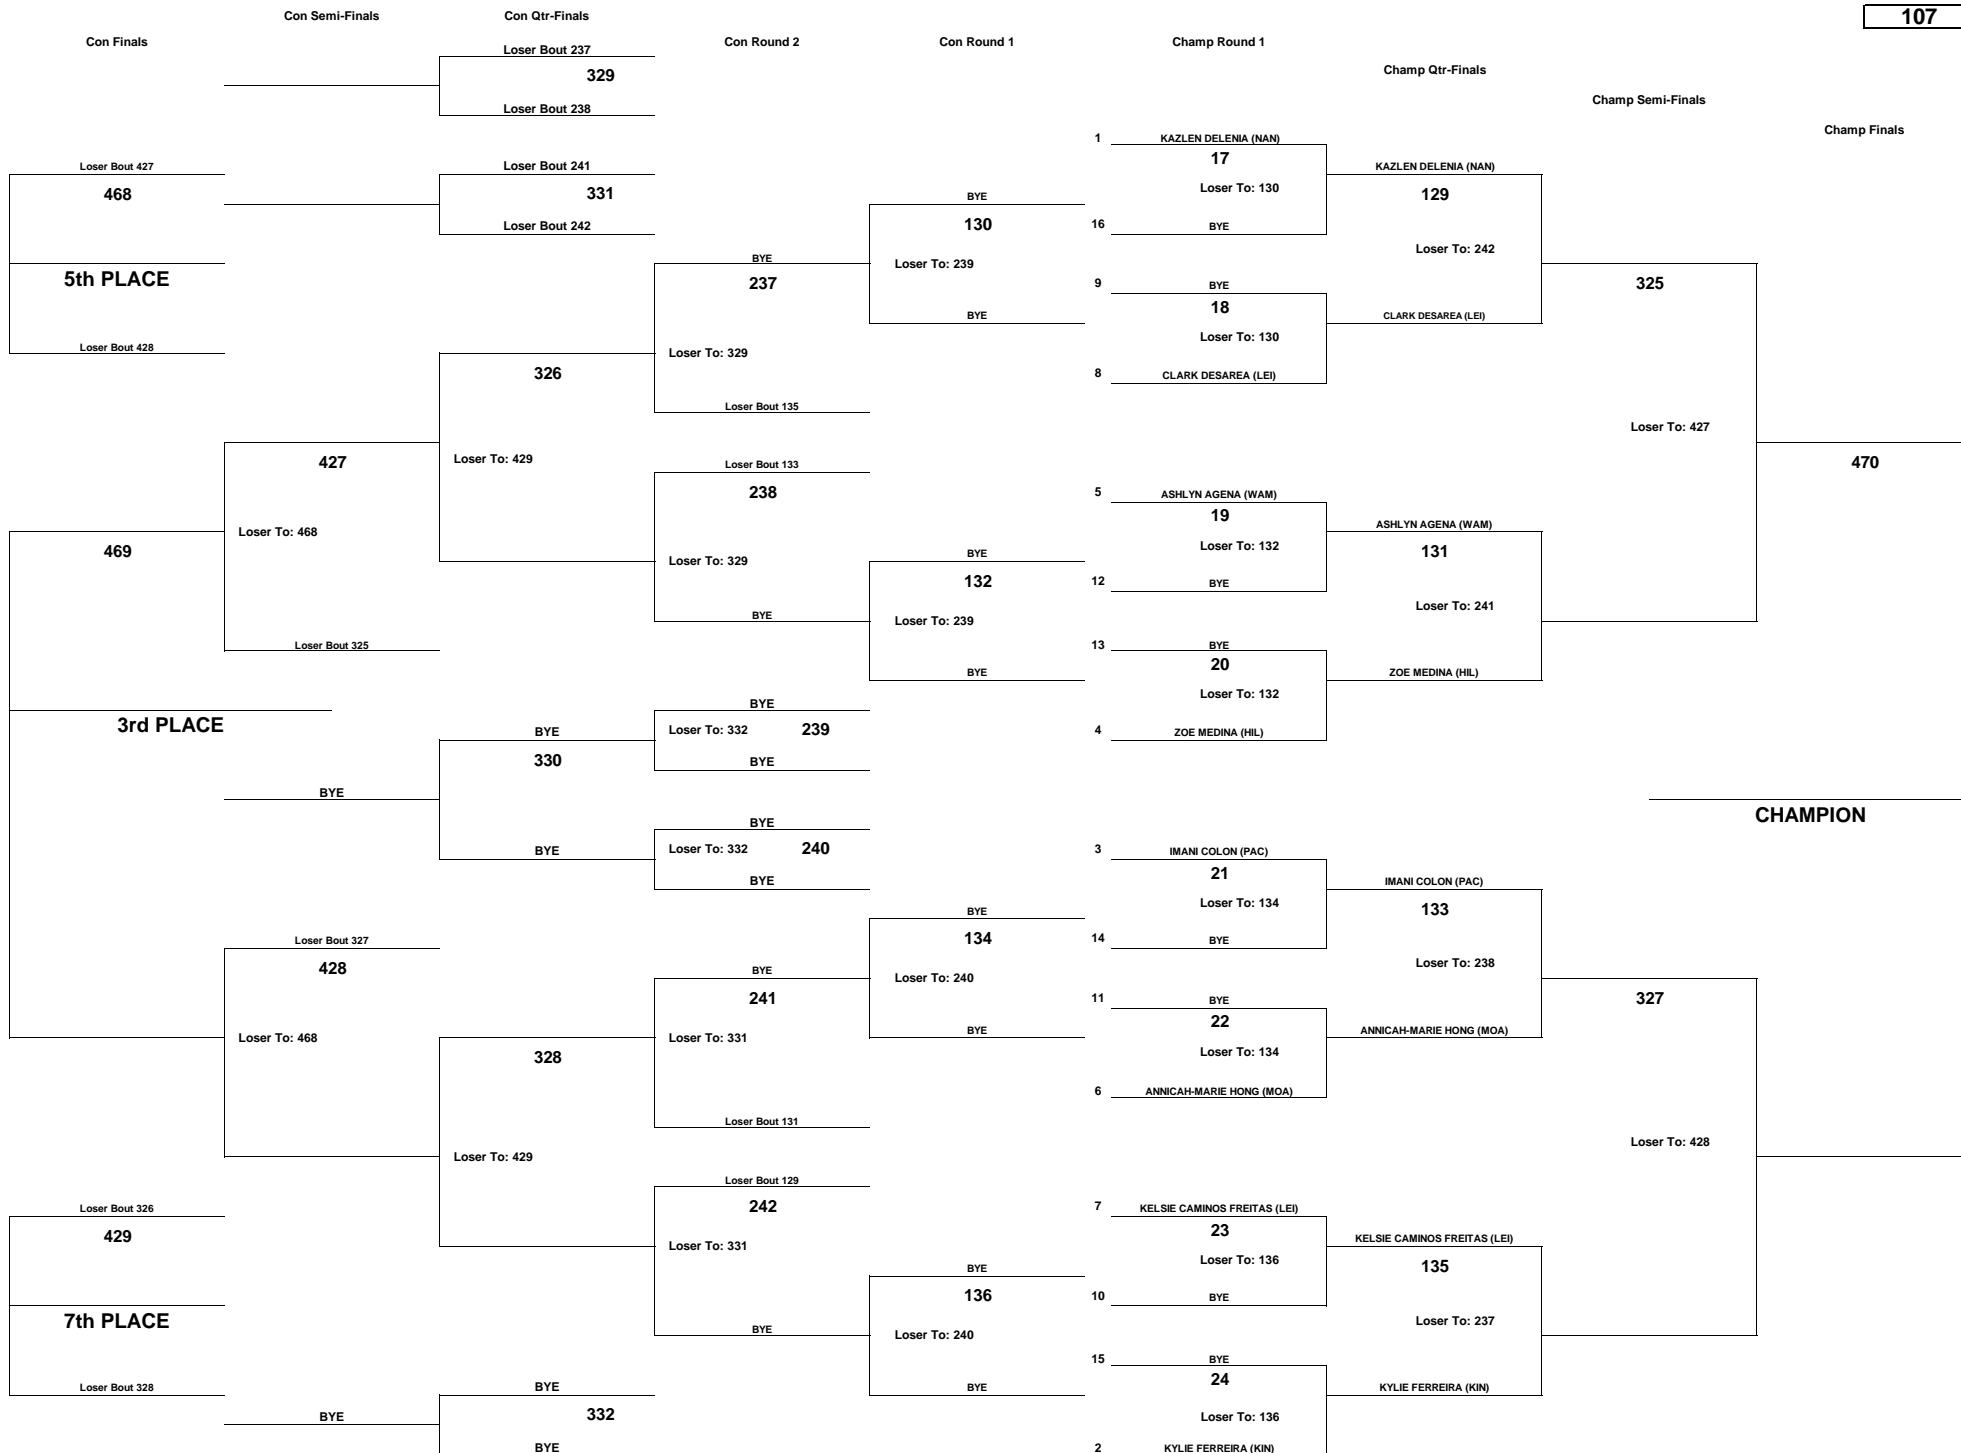 107
Con Semi-Finals
Con Qtr-Finals
Con Finals
Con Round 2
Con Round 1
Champ Round 1
Champ Qtr-Finals
Champ Semi-Finals
Champ Finals
Loser Bout 237
329
Loser Bout 238
1 KAZLEN DELENIA (NAN)
17
Loser Bout 427
Loser Bout 241
KAZLEN DELENIA (NAN)
468
331
BYE
Loser To: 130
129
Loser Bout 242
130
16 BYE
Loser To: 242
BYE
Loser To: 239
5th PLACE
237
9 BYE
325
18
BYE
CLARK DESAREA (LEI)
Loser To: 130
Loser Bout 428
Loser To: 329
326
8 CLARK DESAREA (LEI)
Loser Bout 135
Loser To: 427
427
Loser To: 429
Loser Bout 133
470
238
5 ASHLYN AGENA (WAM)
19
ASHLYN AGENA (WAM)
Loser To: 468
469
Loser To: 132
131
Loser To: 329
BYE
132
12 BYE
Loser To: 241
BYE
Loser To: 239
Loser Bout 325
13 BYE
20
BYE
ZOE MEDINA (HIL)
Loser To: 132
BYE
3rd PLACE
BYE
Loser To: 332 239
4 ZOE MEDINA (HIL)
330
BYE
BYE
CHAMPION
BYE
BYE
Loser To: 332 240
3 IMANI COLON (PAC)
21
BYE
IMANI COLON (PAC)
Loser To: 134
BYE
133
Loser Bout 327
134
14 BYE
428
Loser To: 238
BYE
Loser To: 240
241
11 BYE
327
22
Loser To: 468
Loser To: 331
BYE
ANNICAH-MARIE HONG (MOA)
328
Loser To: 134
6 ANNICAH-MARIE HONG (MOA)
Loser Bout 131
Loser To: 428
Loser To: 429
Loser Bout 129
Loser Bout 326
242
7 KELSIE CAMINOS FREITAS (LEI)
429
23
KELSIE CAMINOS FREITAS (LEI)
Loser To: 331
Loser To: 136
BYE
135
136
10 BYE
7th PLACE
BYE
Loser To: 240
Loser To: 237
15 BYE
24
Loser Bout 328
BYE
BYE
KYLIE FERREIRA (KIN)
BYE
332
Loser To: 136
BYE
2 KYLIE FERREIRA (KIN)